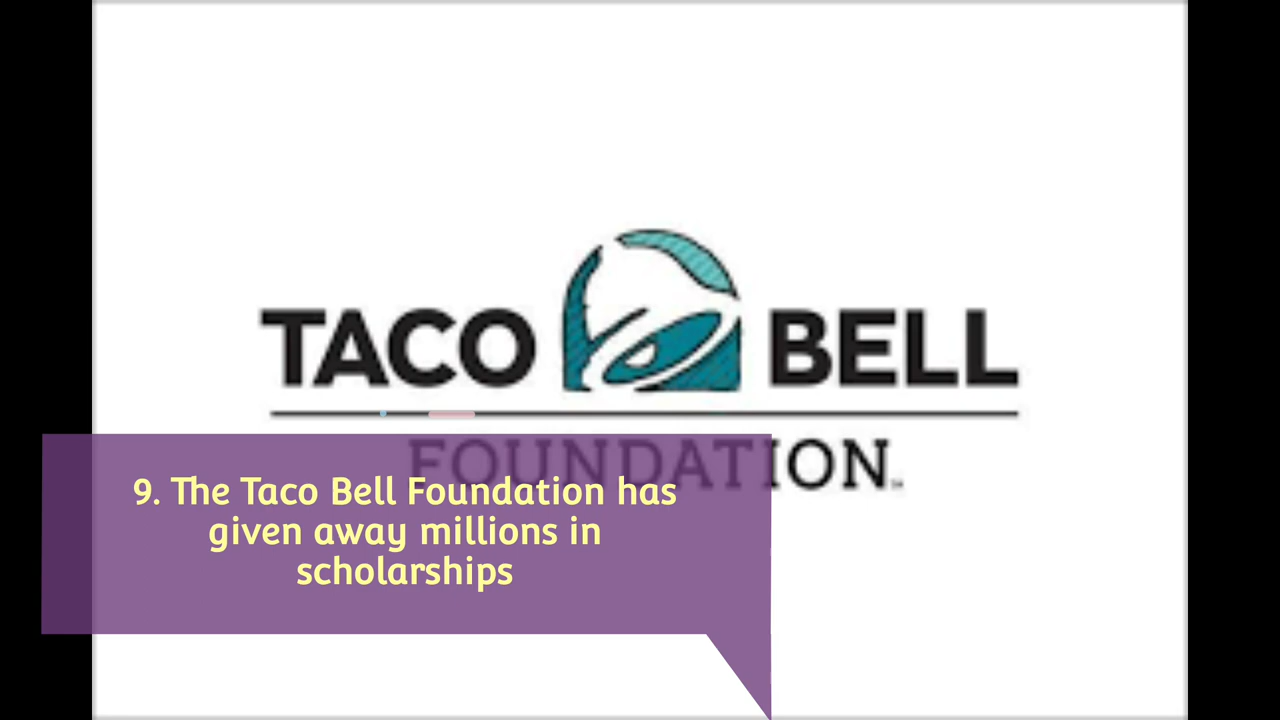 TACO BELL
FOUNDATION
9. The Taco Bell Foundation has
given away millions in
scholarships